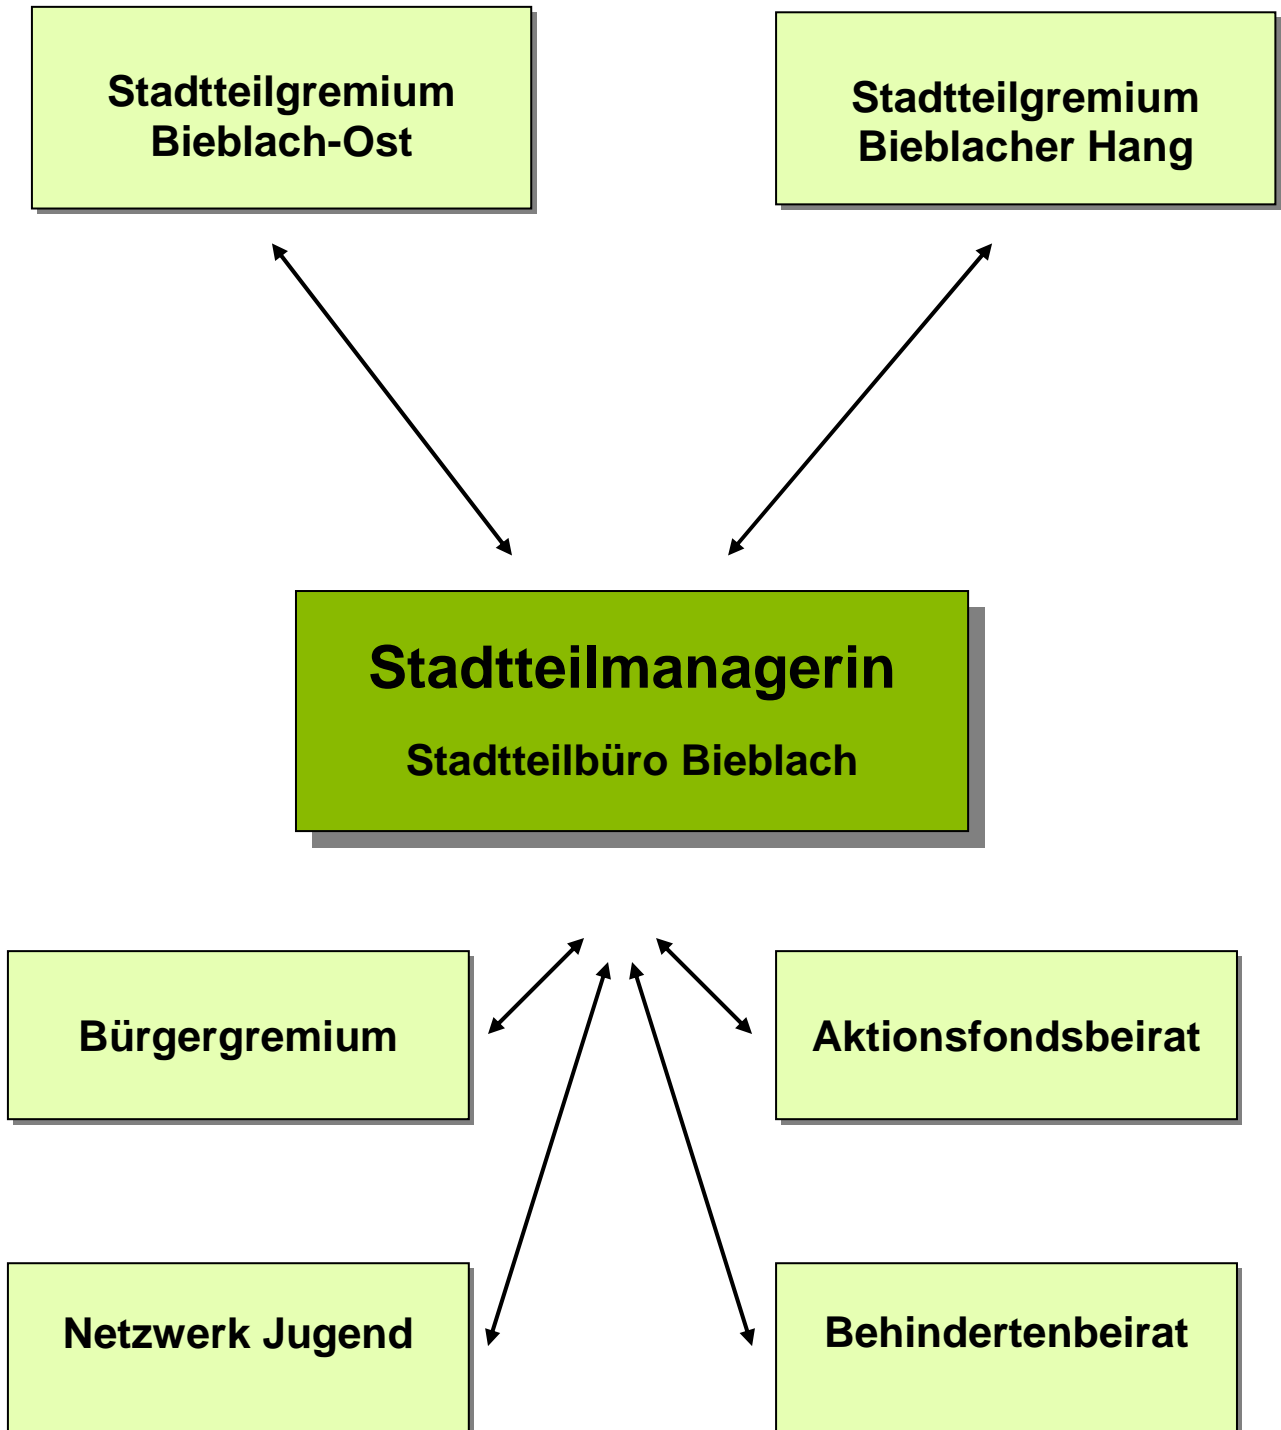 Stadtteilgremium
Bieblach-Ost
Stadtteilgremium
Bieblacher Hang
Stadtteilmanagerin
Stadtteilbüro Bieblach
Bürgergremium
Aktionsfondsbeirat
Netzwerk Jugend
Behindertenbeirat